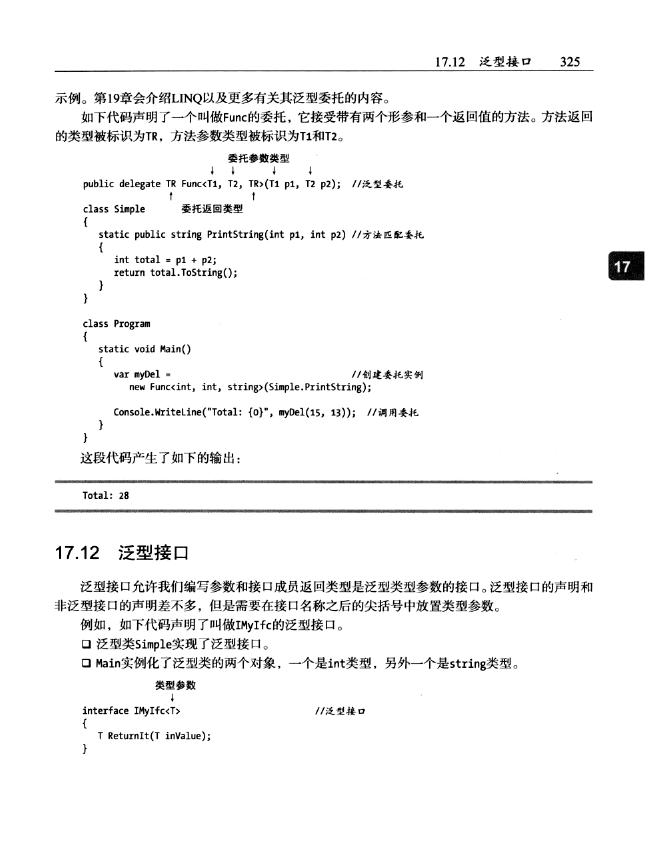 17.12 泛型接口 325
示例。第19章会介绍LINQ以及更多有关其泛型委托的内容。
如下代码声明了一个叫做Func的委托，它接受带有两个形参和一个返回值的方法。方法返回
的类型被标识为TR，方法参数类型被标识为T1和T2。
委托参数类型
↓ ↓ ↓ ↓
public delegate TR Func<T1, T2, TR>(T1 p1, T2 p2); //泛型委托
↑ ↑
class Simple 委托返回类型
{
static public string PrintString(int p1, int p2) //方法匹配委托
{
int total = p1 + p2;
return total.ToString();
}
}
17
class Program
{
static void Main()
{
var myDel = //创建委托实例
new Func<int, int, string>(Simple.PrintString);
Console.WriteLine("Total: {0}", myDel(15, 13)); //调用委托
}
}
这段代码产生了如下的输出：
Total: 28
17.12 泛型接口
泛型接口允许我们编写参数和接口成员返回类型是泛型类型参数的接口。泛型接口的声明和
非泛型接口的声明差不多，但是需要在接口名称之后的尖括号中放置类型参数。
例如，如下代码声明了叫做IMyIfc的泛型接口。
❑ 泛型类Simple实现了泛型接口。
❑ Main实例化了泛型类的两个对象，一个是int类型，另外一个是string类型。
类型参数
↓
interface IMyIfc<T> //泛型接口
{
T ReturnIt(T inValue);
}